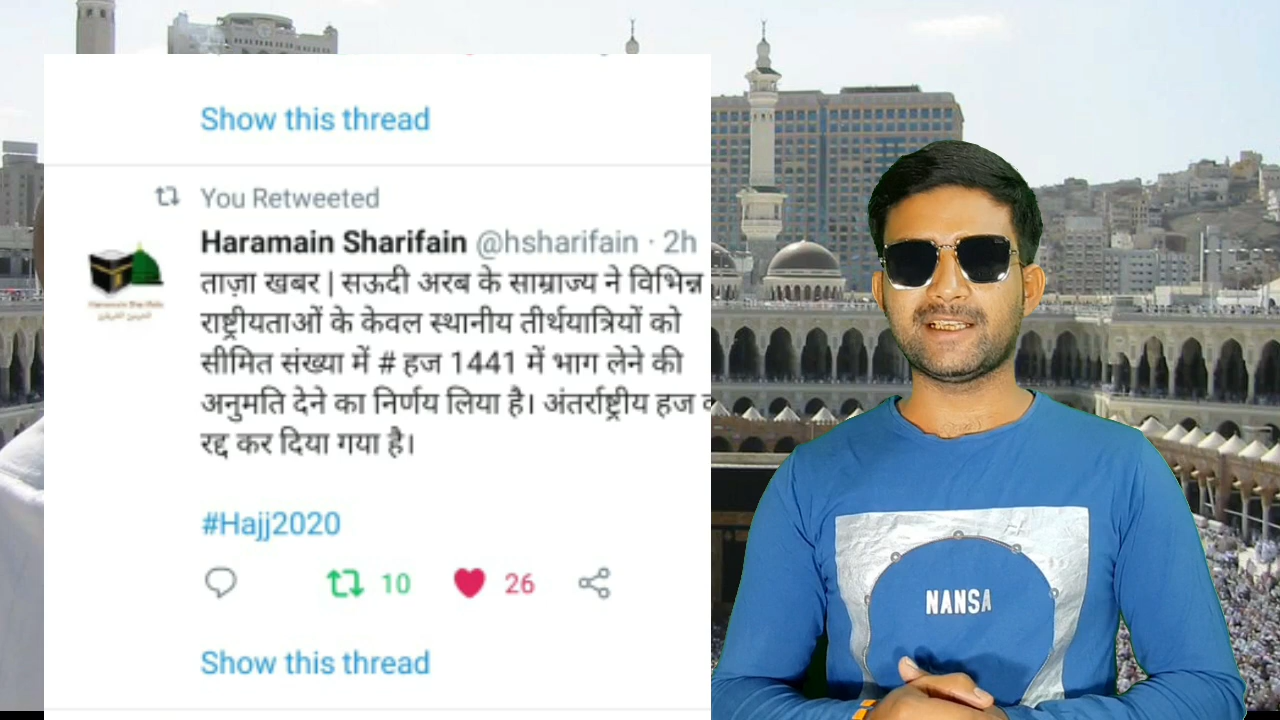 Show this thread
You Retweeted
Haramain Sharifain @hsharifain · 2h
ताज़ा खबर | सऊदी अरब के साम्राज्य ने विभिन्न
राष्ट्रीयताओं के केवल स्थानीय तीर्थयात्रियों को
सीमित संख्या में # हज 1441 में भाग लेने की
अनुमति देने का निर्णय लिया है। अंतर्राष्ट्रीय हज
रद्द कर दिया गया है।
#Hajj2020
10 26
Show this thread
NANSA